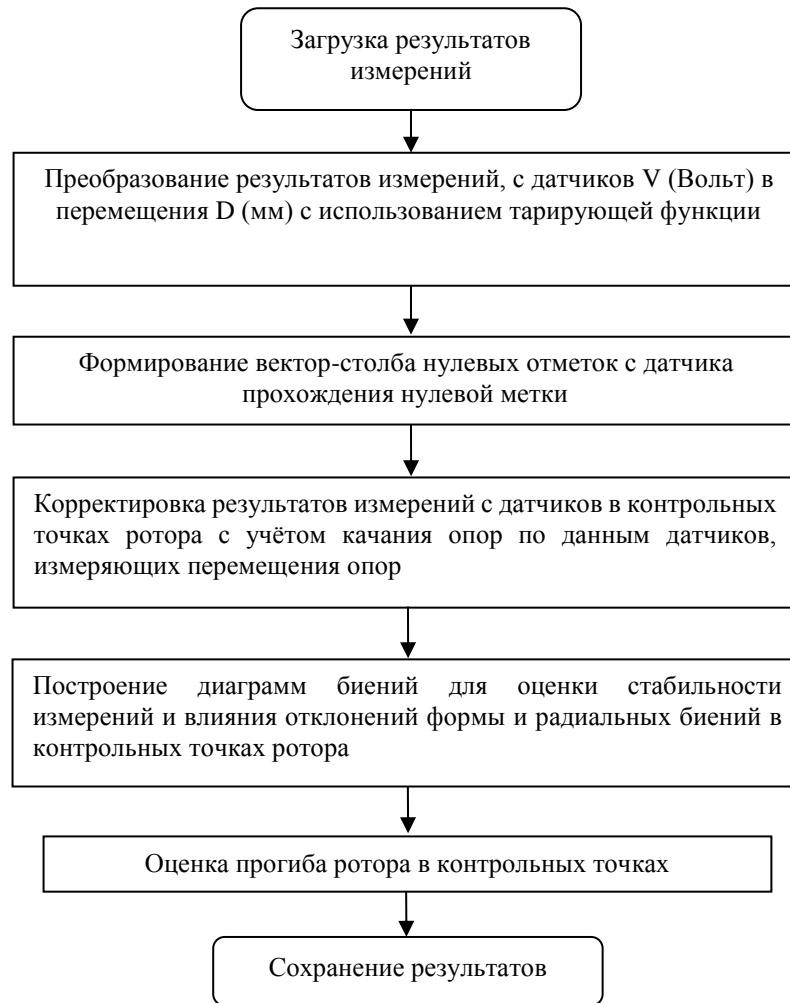 Загрузка результатов
измерений
Преобразование результатов измерений, с датчиков V (Вольт) в
перемещения D (мм) с использованием тарирующей функции
Формирование вектор-столба нулевых отметок с датчика
прохождения нулевой метки
Корректировка результатов измерений с датчиков в контрольных
точках ротора с учётом качания опор по данным датчиков,
измеряющих перемещения опор
Построение диаграмм биений для оценки стабильности
измерений и влияния отклонений формы и радиальных биений в
контрольных точках ротора
Оценка прогиба ротора в контрольных точках
Сохранение результатов